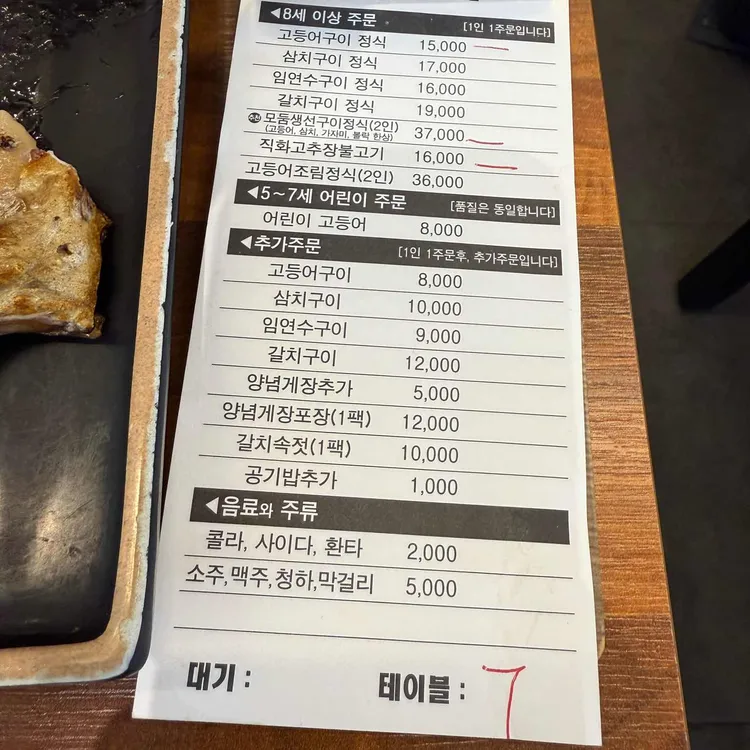 ◀8세 이상 주문 [1인 1주문입니다]
고등어구이 정식 15,000
삼치구이 정식 17,000
임연수구이 정식 16,000
갈치구이 정식 19,000
추천 모둠생선구이정식(2인) 37,000
(고등어, 삼치, 가자미, 볼락 한상)
직화고추장불고기 16,000
고등어조림정식(2인) 36,000
◀5~7세 어린이 주문 [품질은 동일합니다]
어린이 고등어 8,000
◀추가주문 [1인 1주문후, 추가주문입니다]
고등어구이 8,000
삼치구이 10,000
임연수구이 9,000
갈치구이 12,000
양념게장추가 5,000
양념게장포장(1팩) 12,000
갈치속젓(1팩) 10,000
공기밥추가 1,000
◀음료와 주류
콜라, 사이다, 환타 2,000
소주,맥주,청하,막걸리 5,000
대기 : 테이블 : 7